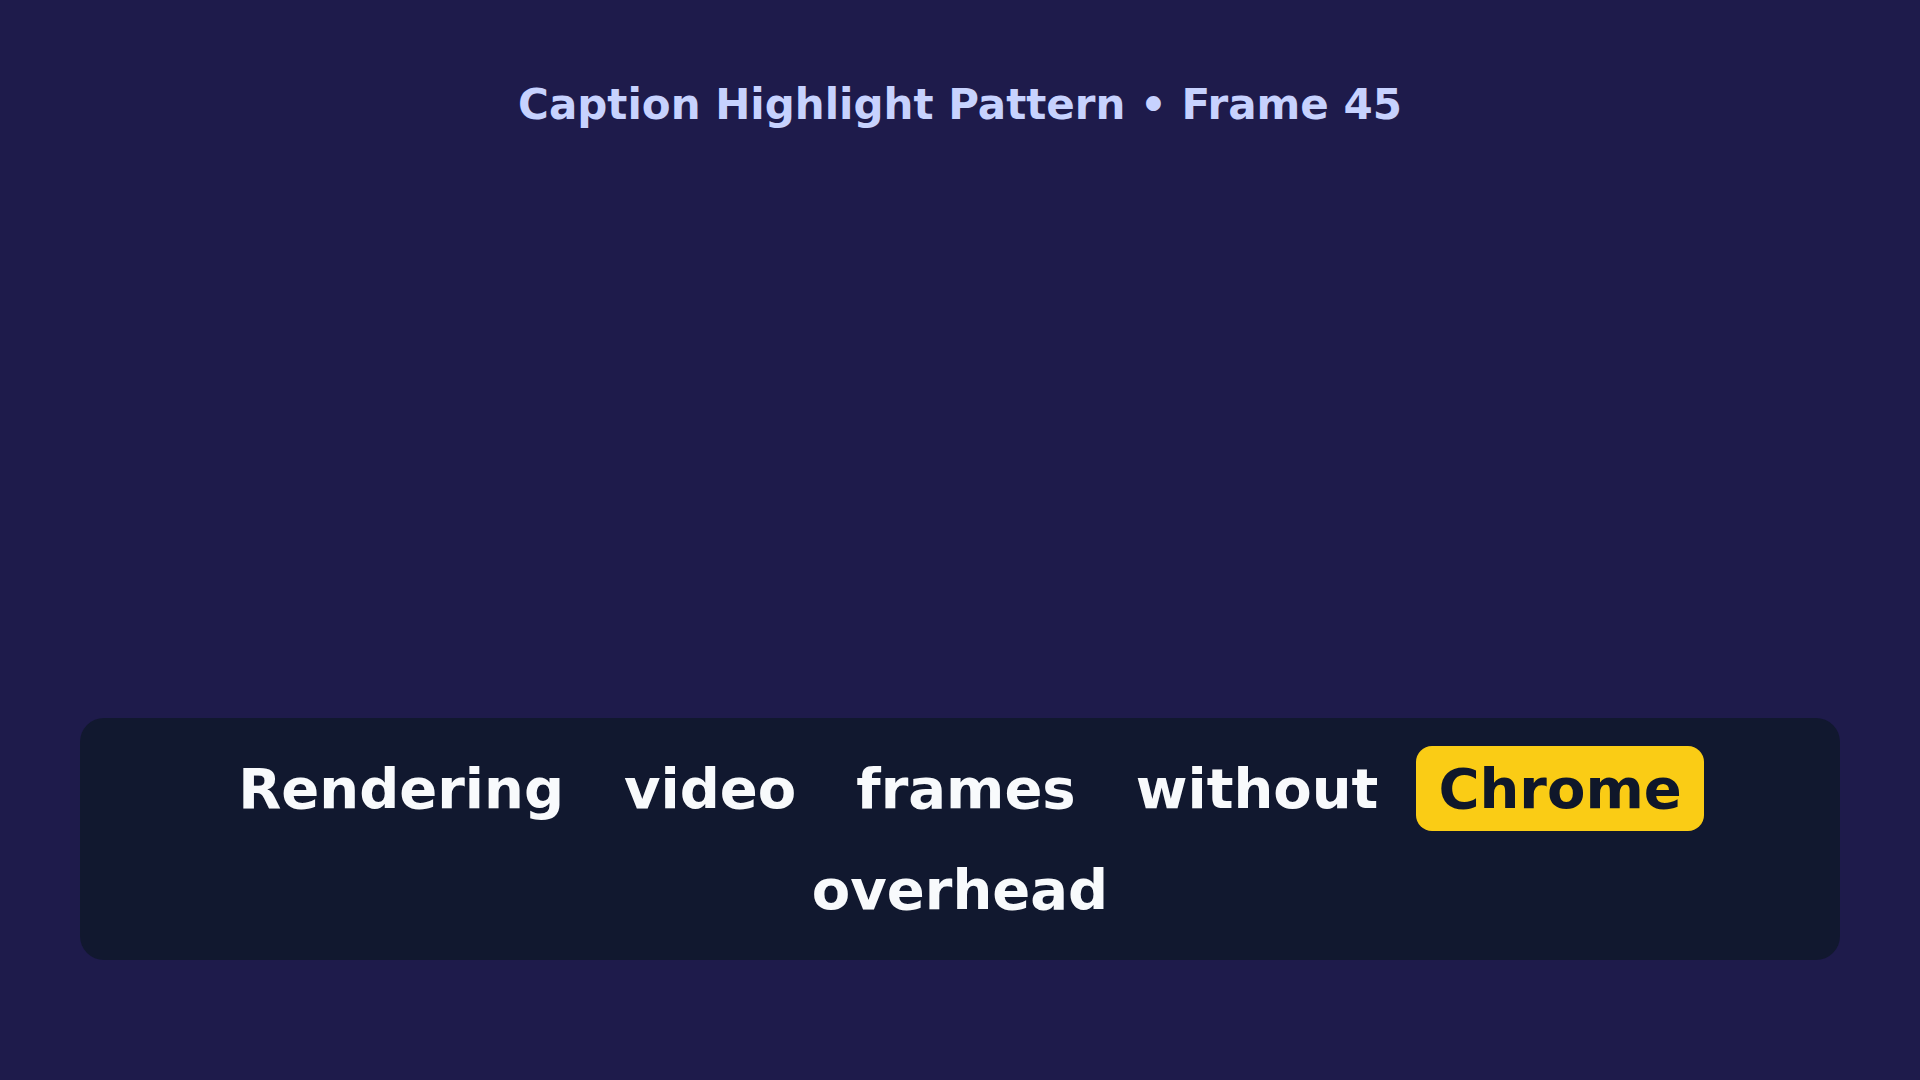 Caption Highlight Pattern • Frame 45
Rendering video frames without Chrome
overhead